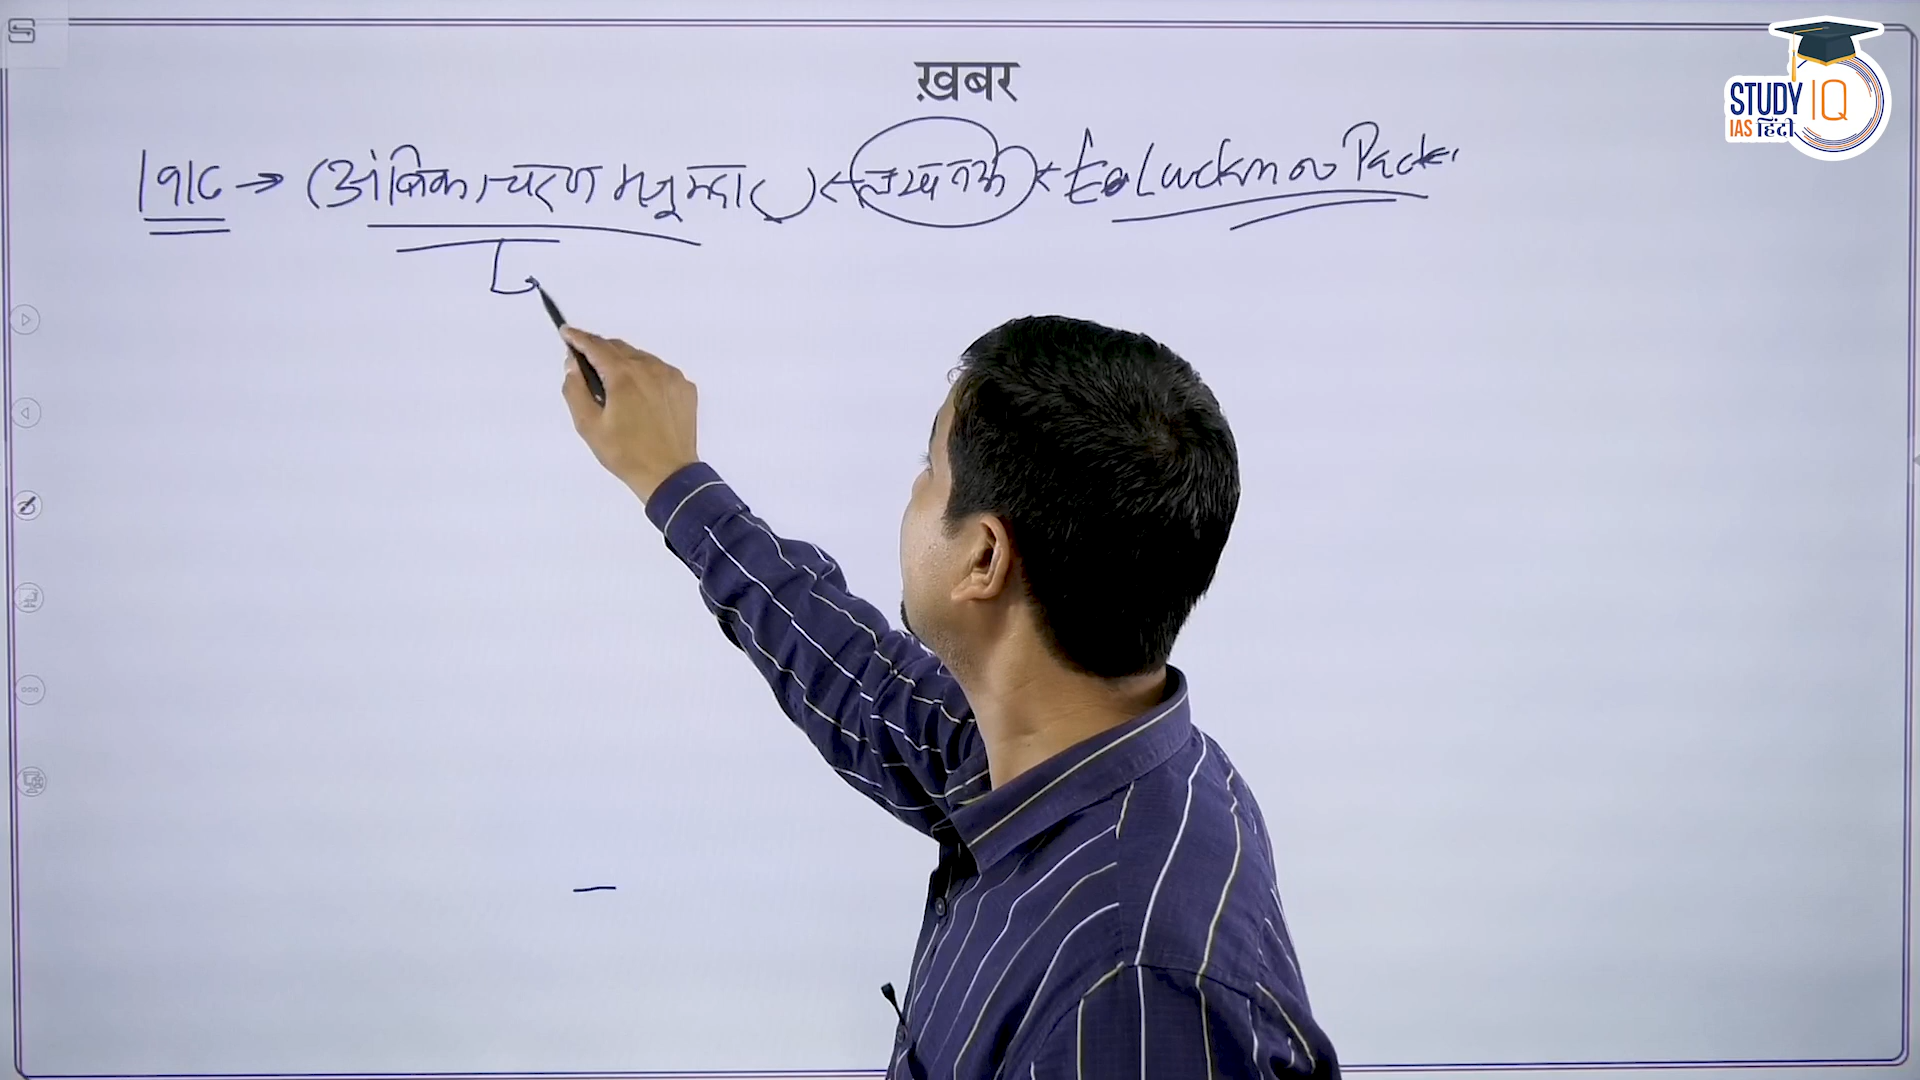 ख़बर
STUDY IQ
IAS हिंदी
1916 → (अंबिका चरण मजूमदार) ← लखनऊ ← Lucknow Pact